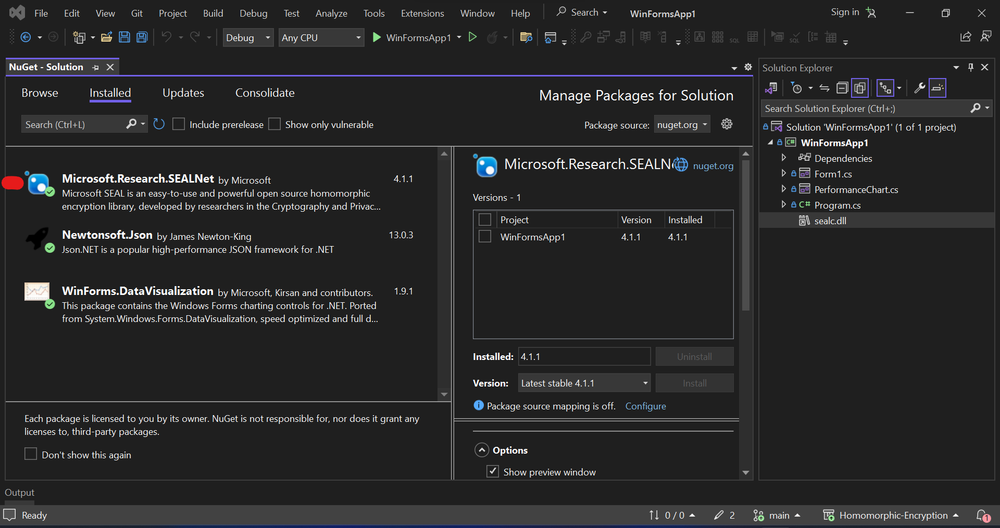 File Edit View Git Project Build Debug Test Analyze Tools Extensions Window Help Search WinFormsApp1 Sign in
Debug Any CPU WinFormsApp1
NuGet - Solution
Browse Installed Updates Consolidate
Manage Packages for Solution
Search (Ctrl+L) Include prerelease Show only vulnerable
Package source: nuget.org
Microsoft.Research.SEALNet by Microsoft 4.1.1
Microsoft SEAL is an easy-to-use and powerful open source homomorphic
encryption library, developed by researchers in the Cryptography and Privac...
Newtonsoft.Json by James Newton-King 13.0.3
Json.NET is a popular high-performance JSON framework for .NET
WinForms.DataVisualization by Microsoft, Kirsan and contributors. 1.9.1
This package contains the Windows Forms charting controls for .NET. Ported
from System.Windows.Forms.DataVisualization, speed optimized and full d...
Each package is licensed to you by its owner. NuGet is not responsible for, nor does it grant any
licenses to, third-party packages.
Don't show this again
Microsoft.Research.SEALN nuget.org
Versions - 1
Project Version Installed
WinFormsApp1 4.1.1 4.1.1
Installed: 4.1.1 Uninstall
Version: Latest stable 4.1.1 Install
Package source mapping is off. Configure
Options
Show preview window
Solution Explorer
Search Solution Explorer (Ctrl+;)
Solution 'WinFormsApp1' (1 of 1 project)
C# WinFormsApp1
Dependencies
Form1.cs
PerformanceChart.cs
C# Program.cs
sealc.dll
Output
Ready 0 / 0 2 main Homomorphic-Encryption 1